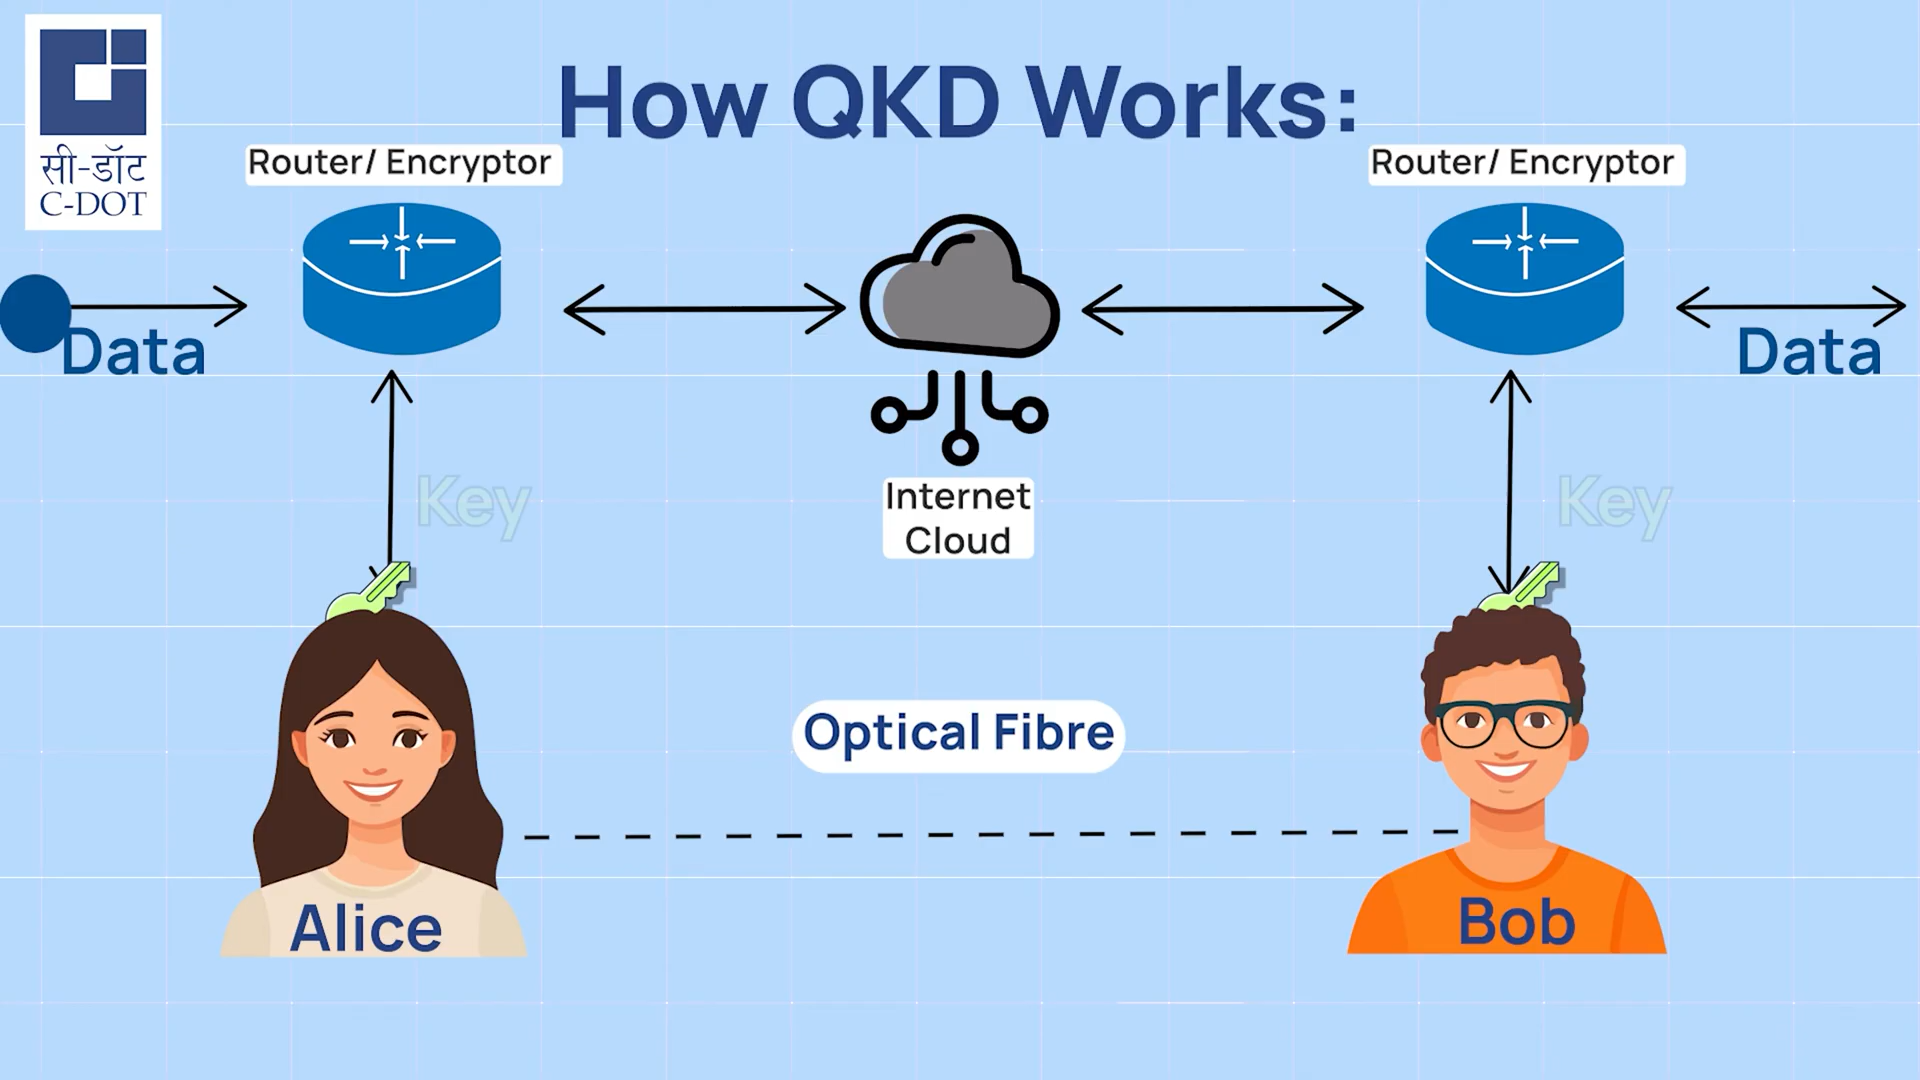 How QKD Works:
सी-डॉट
C-DOT
Router/ Encryptor
Router/ Encryptor
Data
Data
Key
Key
Internet
Cloud
Optical Fibre
Alice
Bob